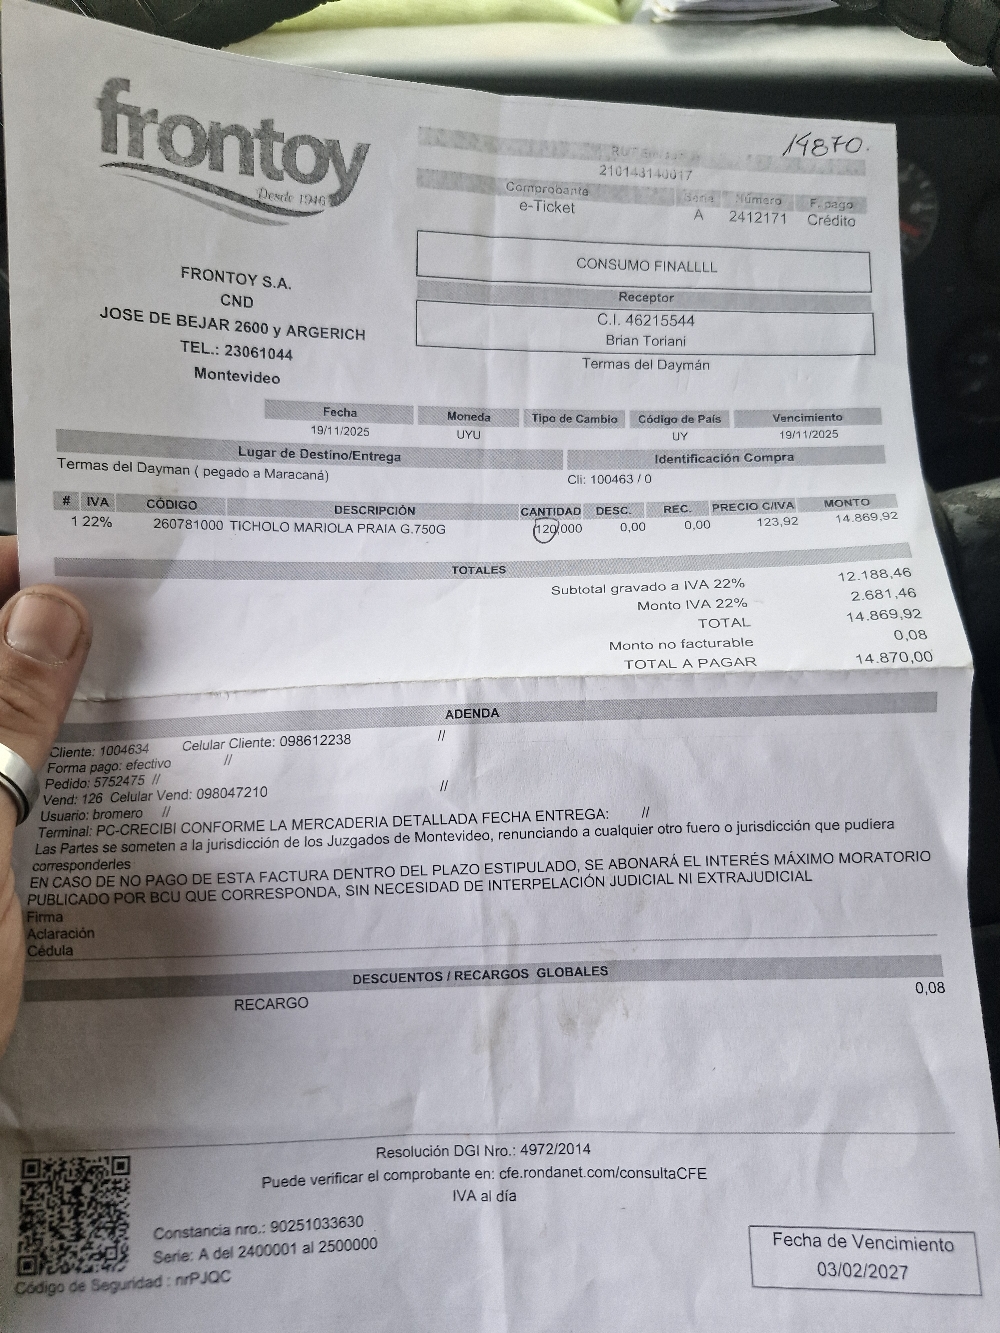 frontoy
Desde 1946
14870.
210143140017
Comprobante Serie Número F. pago
e-Ticket A 2412171 Crédito
FRONTOY S.A.
CND
JOSE DE BEJAR 2600 y ARGERICH
TEL.: 23061044
Montevideo
CONSUMO FINALLLL
Receptor
C.I. 46215544
Brian Toriani
Termas del Daymán
Fecha Moneda Tipo de Cambio Código de País Vencimiento
19/11/2025 UYU UY 19/11/2025
Lugar de Destino/Entrega Identificación Compra
Termas del Dayman ( pegado a Maracaná) Cli: 100463 / 0
# IVA CÓDIGO DESCRIPCIÓN CANTIDAD DESC. REC. PRECIO C/IVA MONTO
1 22% 260781000 TICHOLO MARIOLA PRAIA G.750G 120,000 0,00 0,00 123,92 14.869,92
TOTALES
Subtotal gravado a IVA 22% 12.188,46
Monto IVA 22% 2.681,46
TOTAL 14.869,92
Monto no facturable 0,08
TOTAL A PAGAR 14.870,00
ADENDA
Cliente: 1004634 Celular Cliente: 098612238 //
Forma pago: efectivo //
Pedido: 5752475 //
Vend: 126 Celular Vend: 098047210 //
Usuario: bromero //
Terminal: PC-CRECIBI CONFORME LA MERCADERIA DETALLADA FECHA ENTREGA: //
Las Partes se someten a la jurisdicción de los Juzgados de Montevideo, renunciando a cualquier otro fuero o jurisdicción que pudiera
corresponderles
EN CASO DE NO PAGO DE ESTA FACTURA DENTRO DEL PLAZO ESTIPULADO, SE ABONARÁ EL INTERÉS MÁXIMO MORATORIO
PUBLICADO POR BCU QUE CORRESPONDA, SIN NECESIDAD DE INTERPELACIÓN JUDICIAL NI EXTRAJUDICIAL
Firma
Aclaración
Cédula
DESCUENTOS / RECARGOS GLOBALES
RECARGO 0,08
Resolución DGI Nro.: 4972/2014
Puede verificar el comprobante en: cfe.rondanet.com/consultaCFE
IVA al día
Constancia nro.: 90251033630
Serie: A del 2400001 al 2500000
Código de Seguridad : nrPJQC
Fecha de Vencimiento
03/02/2027